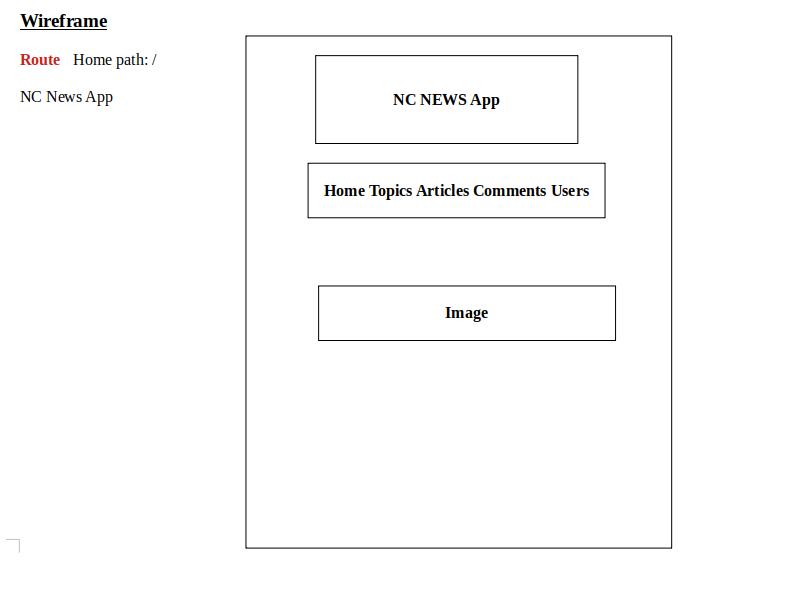 Wireframe
Route Home path: /
NC News App
NC NEWS App
Home Topics Articles Comments Users
Image